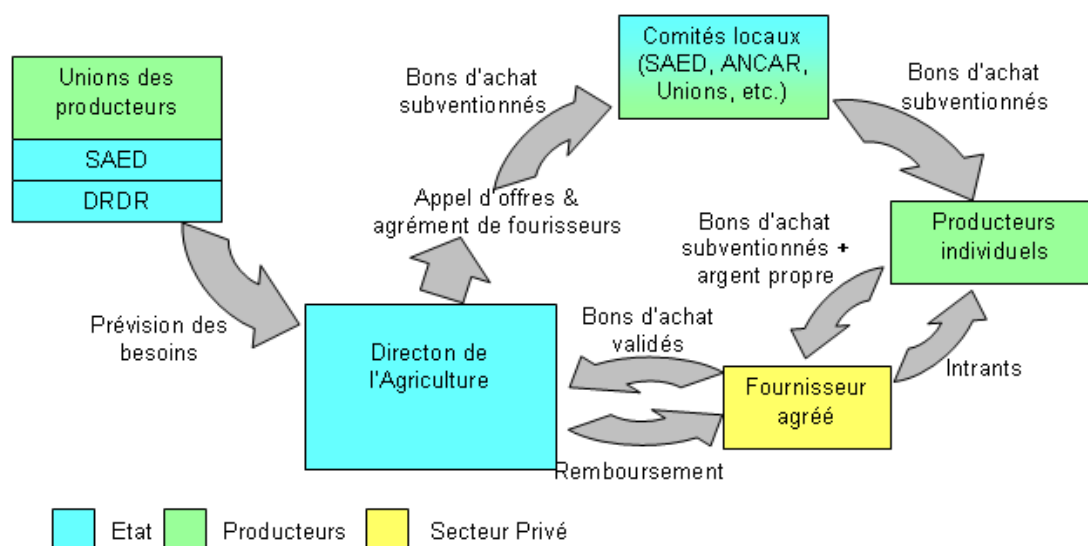 Unions des
producteurs
SAED
DRDR
Prévision des
besoins
Bons d'achat
subventionnés
Comités locaux
(SAED, ANCAR,
Unions, etc.)
Bons d'achat
subventionnés
Appel d'offres &
agrément de fourisseurs
Bons d'achat
subventionnés +
argent propre
Producteurs
individuels
Directon de
l'Agriculture
Bons d'achat
validés
Fournisseur
agréé
Intrants
Remboursement
Etat
Producteurs
Secteur Privé